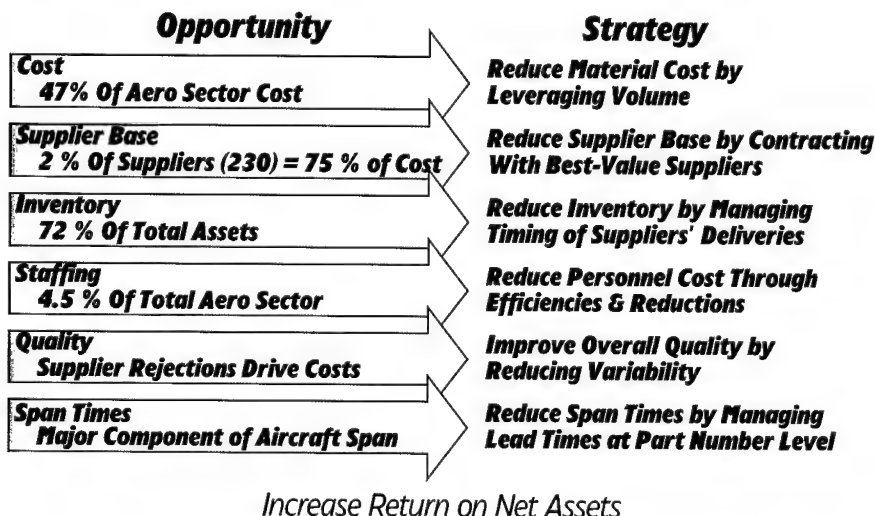 Opportunity
Strategy
Cost
47% Of Aero Sector Cost
Reduce Material Cost by
Leveraging Volume
Supplier Base
2 % Of Suppliers (230) = 75 % of Cost
Reduce Supplier Base by Contracting
With Best-Value Suppliers
Inventory
72 % Of Total Assets
Reduce Inventory by Managing
Timing of Suppliers' Deliveries
Staffing
4.5 % Of Total Aero Sector
Reduce Personnel Cost Through
Efficiencies & Reductions
Quality
Supplier Rejections Drive Costs
Improve Overall Quality by
Reducing Variability
Span Times
Major Component of Aircraft Span
Reduce Span Times by Managing
Lead Times at Part Number Level
Increase Return on Net Assets